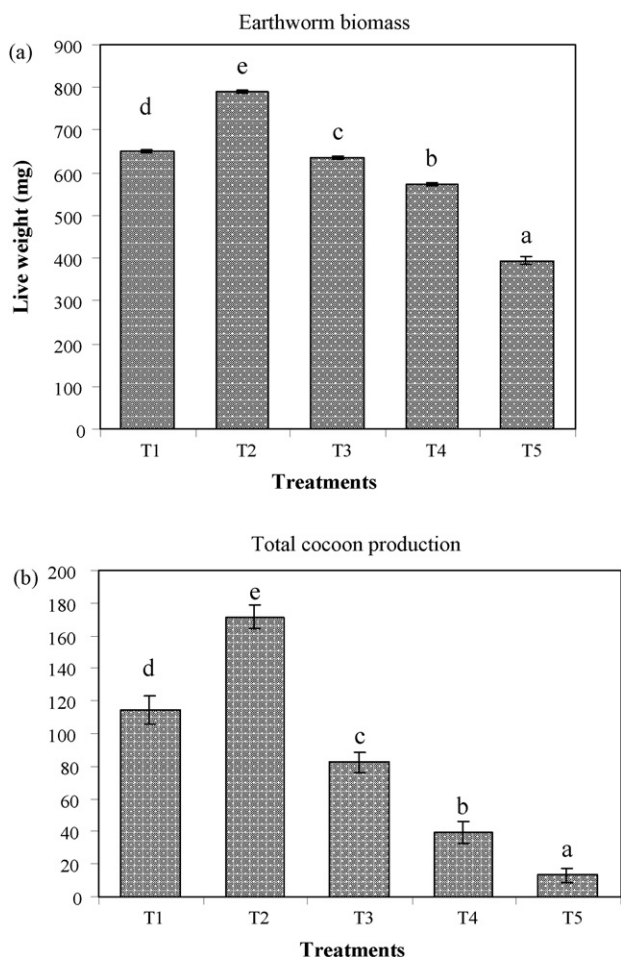 Earthworm biomass
(a)
900
800
700
600
500
400
300
200
100
0
Live weight (mg)
d
e
c
b
a
T1 T2 T3 T4 T5
Treatments
Total cocoon production
(b)
200
180
160
140
120
100
80
60
40
20
0
d
e
c
b
a
T1 T2 T3 T4 T5
Treatments